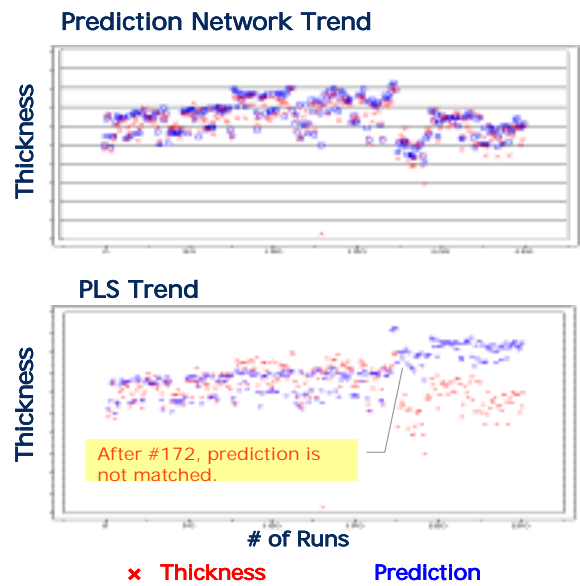 Prediction Network Trend
Thickness
PLS Trend
Thickness
After #172, prediction is
not matched.
# of Runs
× Thickness
Prediction